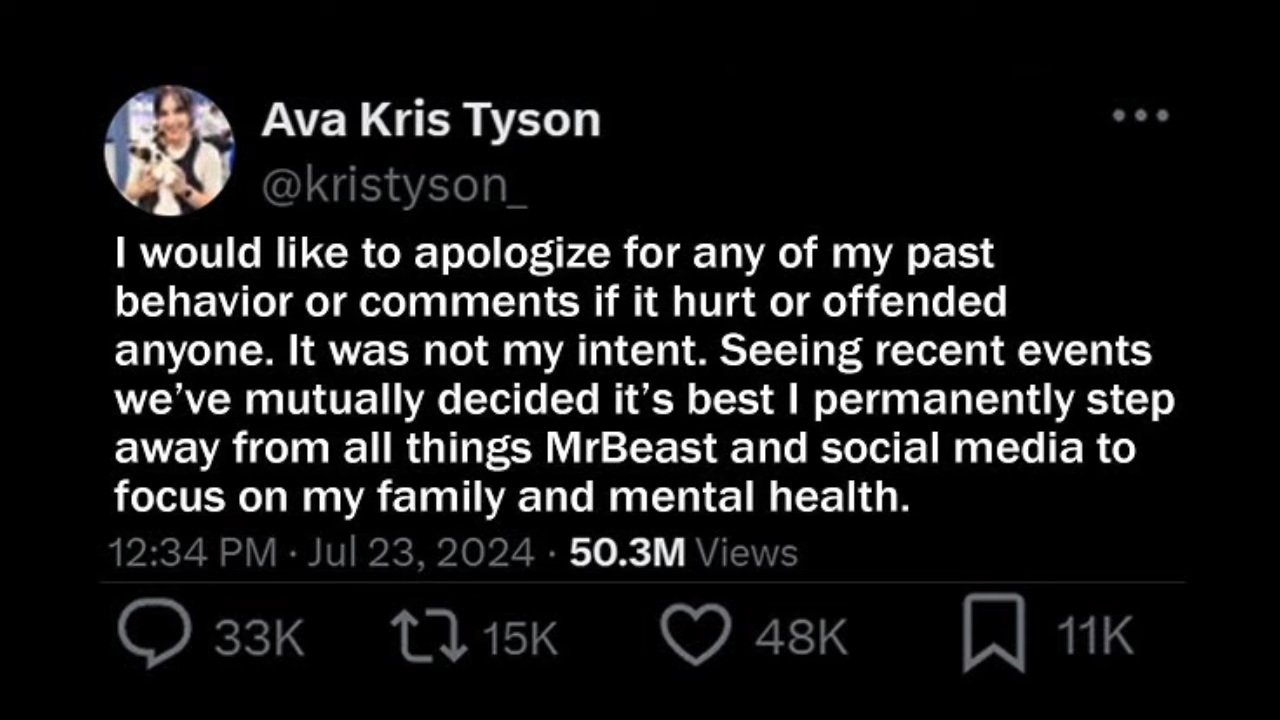 Ava Kris Tyson
@kristyson_
I would like to apologize for any of my past
behavior or comments if it hurt or offended
anyone. It was not my intent. Seeing recent events
we’ve mutually decided it’s best I permanently step
away from all things MrBeast and social media to
focus on my family and mental health.
12:34 PM · Jul 23, 2024 · 50.3M Views
33K 15K 48K 11K